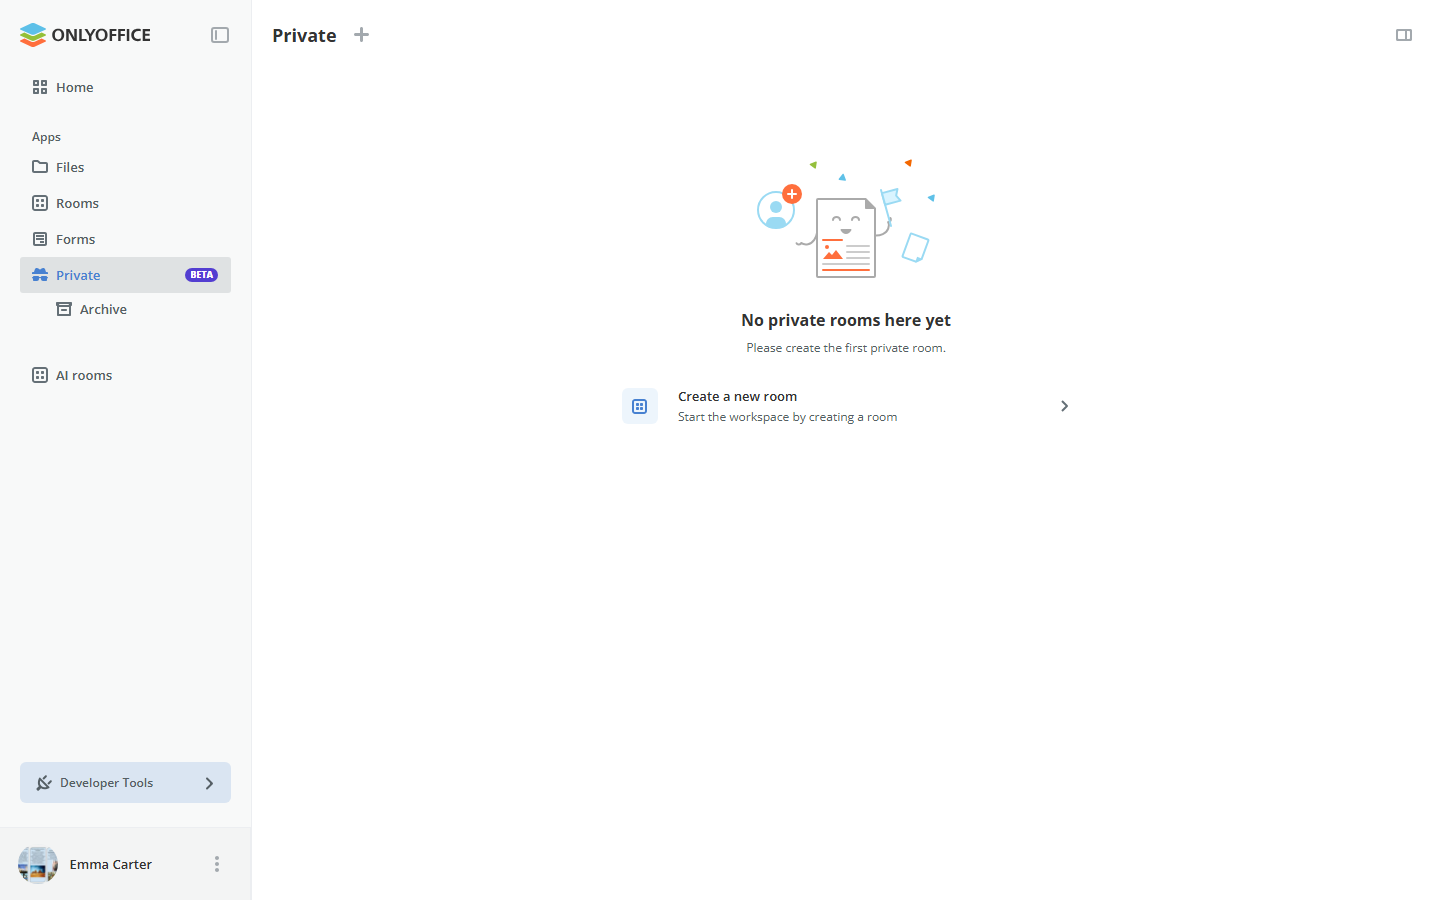 ONLYOFFICE
Home
Apps
Files
Rooms
Forms
Private BETA
Archive
AI rooms
Developer Tools
Emma Carter
Private
No private rooms here yet
Please create the first private room.
Create a new room
Start the workspace by creating a room